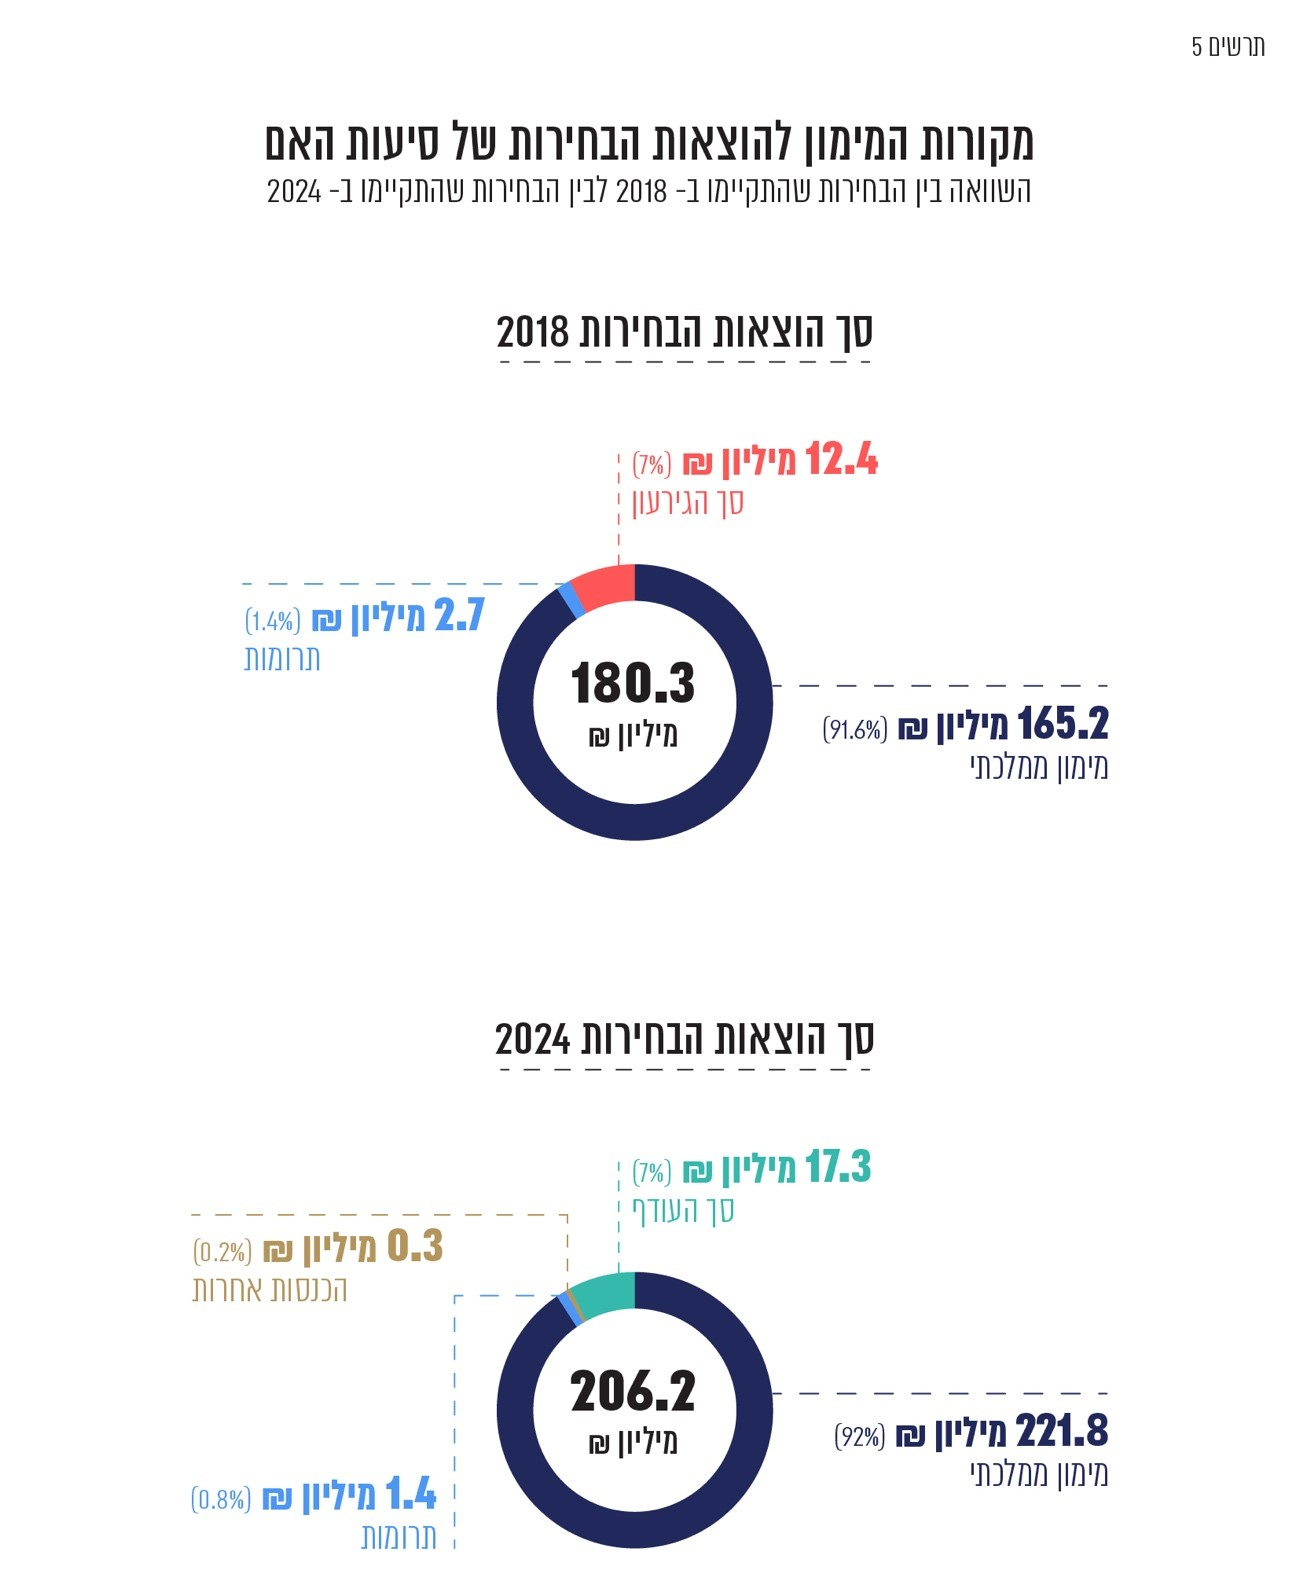 תרשים 5
מקורות המימון להוצאות הבחירות של סיעות האם
השוואה בין הבחירות שהתקיימו ב- 2018 לבין הבחירות שהתקיימו ב- 2024
סך הוצאות הבחירות 2018
12.4 מיליון ₪ (7%)
סך הגירעון
2.7 מיליון ₪ (1.4%)
תרומות
180.3
מיליון ₪
165.2 מיליון ₪ (91.6%)
מימון ממלכתי
סך הוצאות הבחירות 2024
17.3 מיליון ₪ (7%)
סך העודף
0.3 מיליון ₪ (0.2%)
הכנסות אחרות
206.2
מיליון ₪
221.8 מיליון ₪ (92%)
מימון ממלכתי
1.4 מיליון ₪ (0.8%)
תרומות